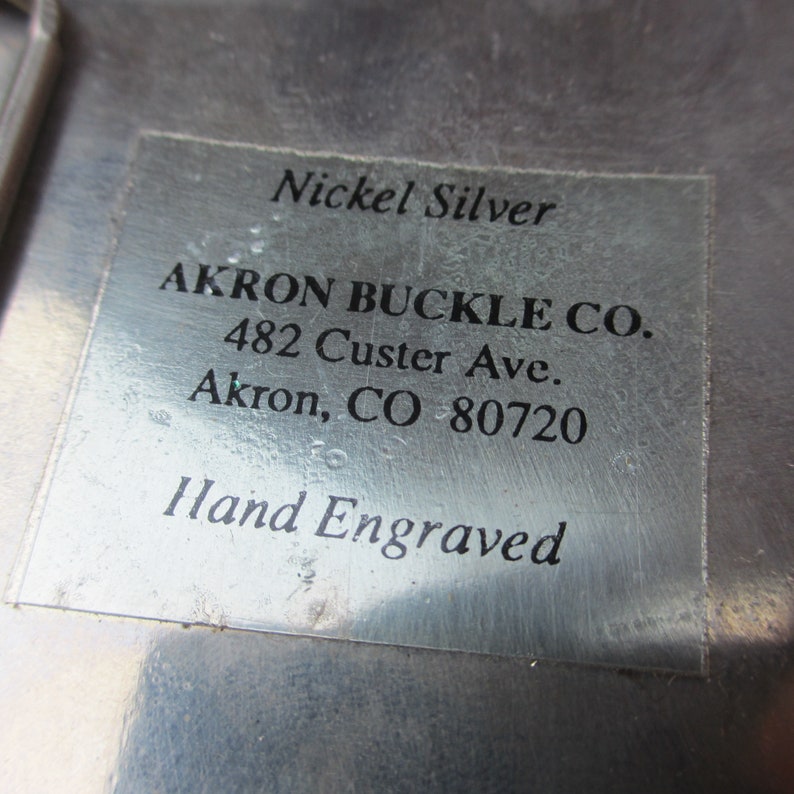 Nickel Silver
AKRON BUCKLE CO.
482 Custer Ave.
Akron, CO 80720
Hand Engraved